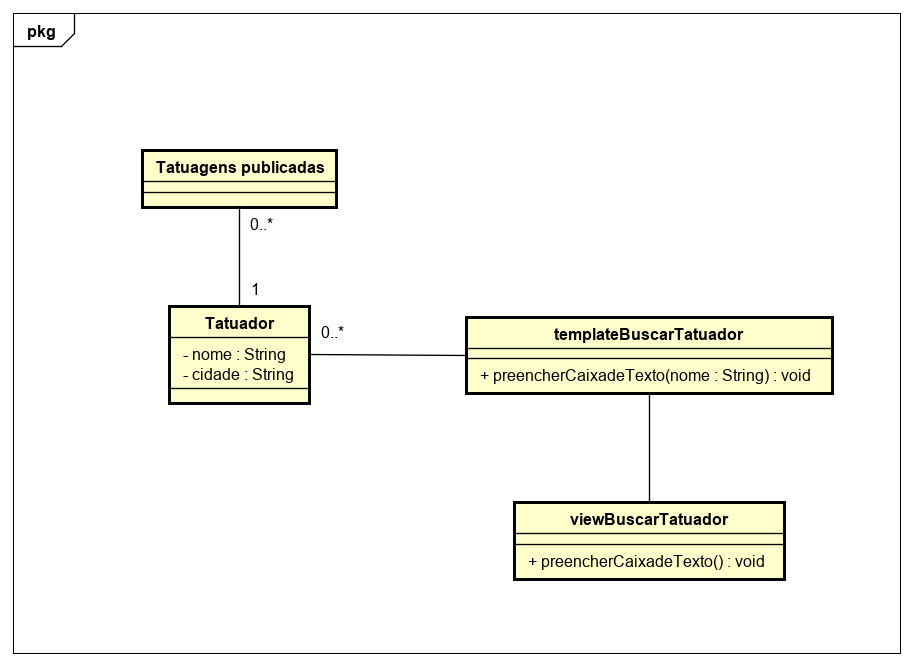 pkg
Tatuagens publicadas
0..*
1
Tatuador
- nome : String
- cidade : String
0..*
templateBuscarTatuador
+ preencherCaixadeTexto(nome : String) : void
viewBuscarTatuador
+ preencherCaixadeTexto() : void